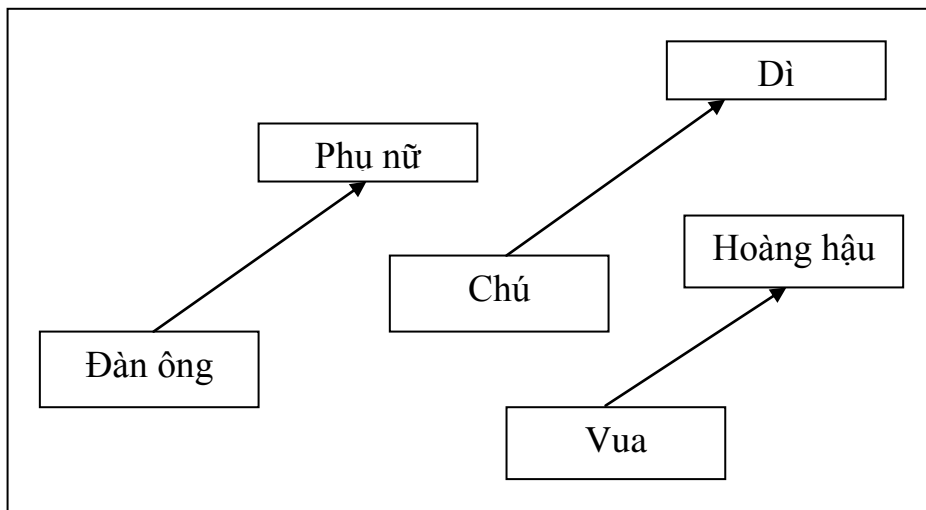 Dì
Phụ nữ
Hoàng hậu
Chú
Đàn ông
Vua